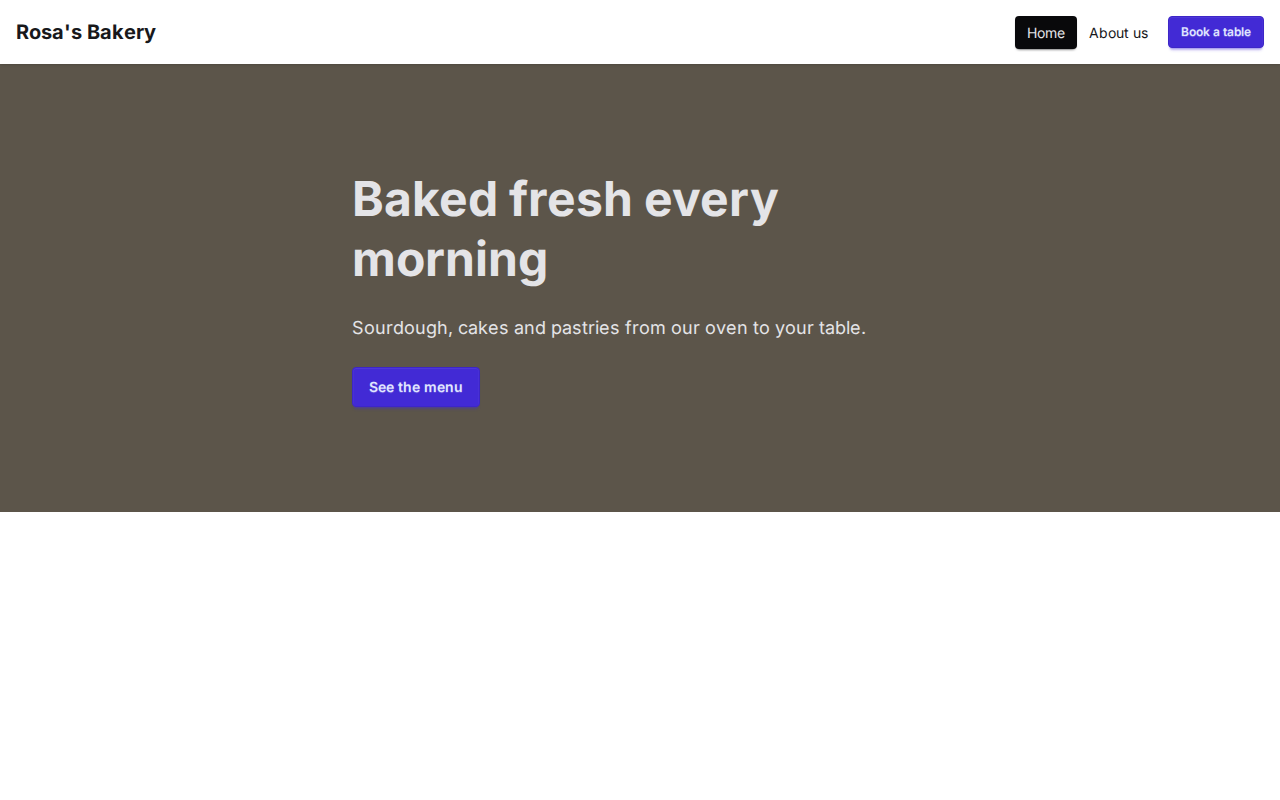 Rosa's Bakery
Home
About us
Book a table
Baked fresh every
morning
Sourdough, cakes and pastries from our oven to your table.
See the menu